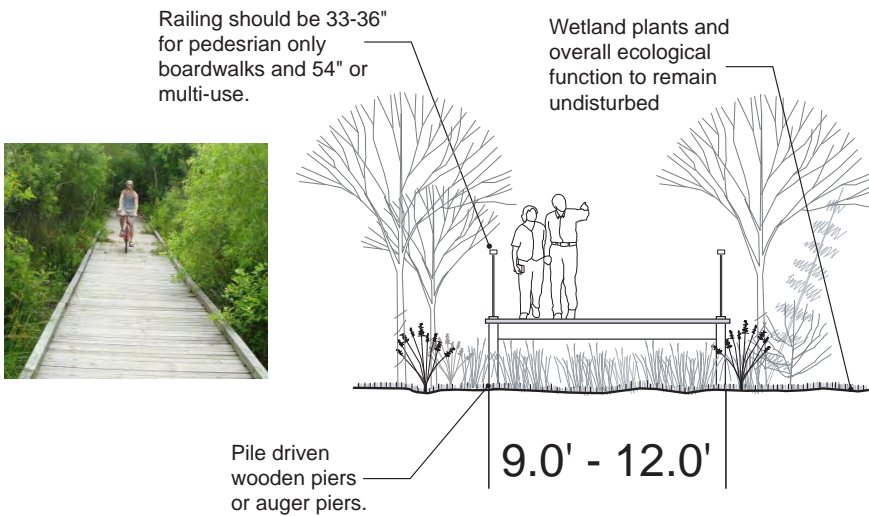 Railing should be 33-36"
for pedesrian only
boardwalks and 54" or
multi-use.
Wetland plants and
overall ecological
function to remain
undisturbed
Pile driven
wooden piers
or auger piers.
9.0' - 12.0'